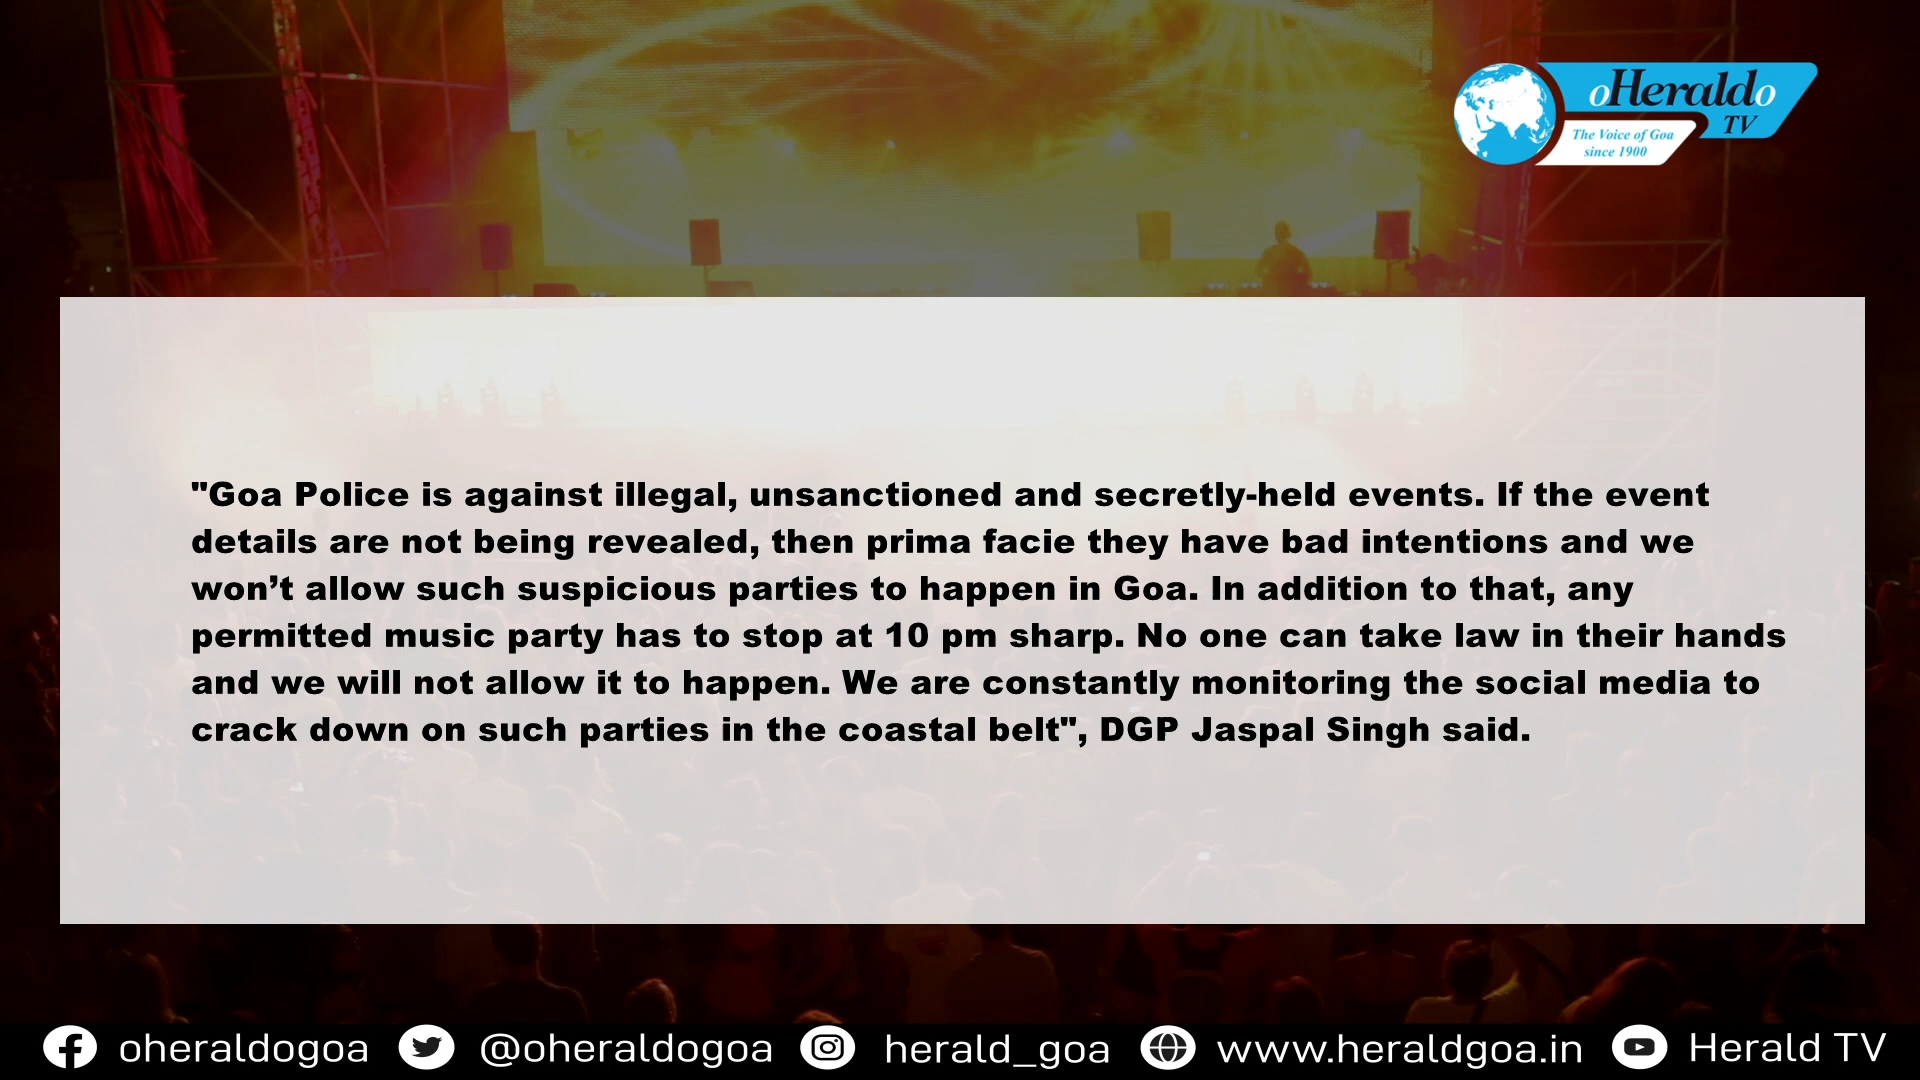 oHeraldo
TV
The Voice of Goa
since 1900
"Goa Police is against illegal, unsanctioned and secretly-held events. If the event
details are not being revealed, then prima facie they have bad intentions and we
won’t allow such suspicious parties to happen in Goa. In addition to that, any
permitted music party has to stop at 10 pm sharp. No one can take law in their hands
and we will not allow it to happen. We are constantly monitoring the social media to
crack down on such parties in the coastal belt", DGP Jaspal Singh said.
oheraldogoa @oheraldogoa herald_goa www.heraldgoa.in Herald TV